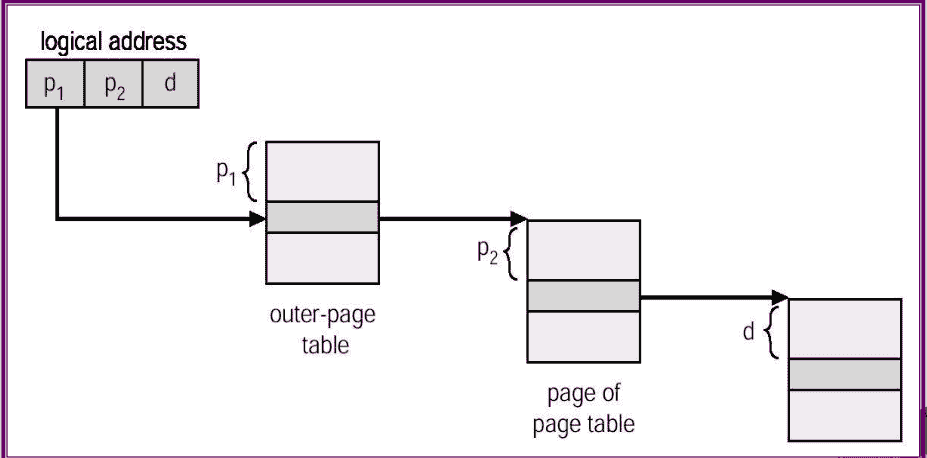 logical address
p₁ p₂ d
p₁
outer-page
table
p₂
page of
page table
d